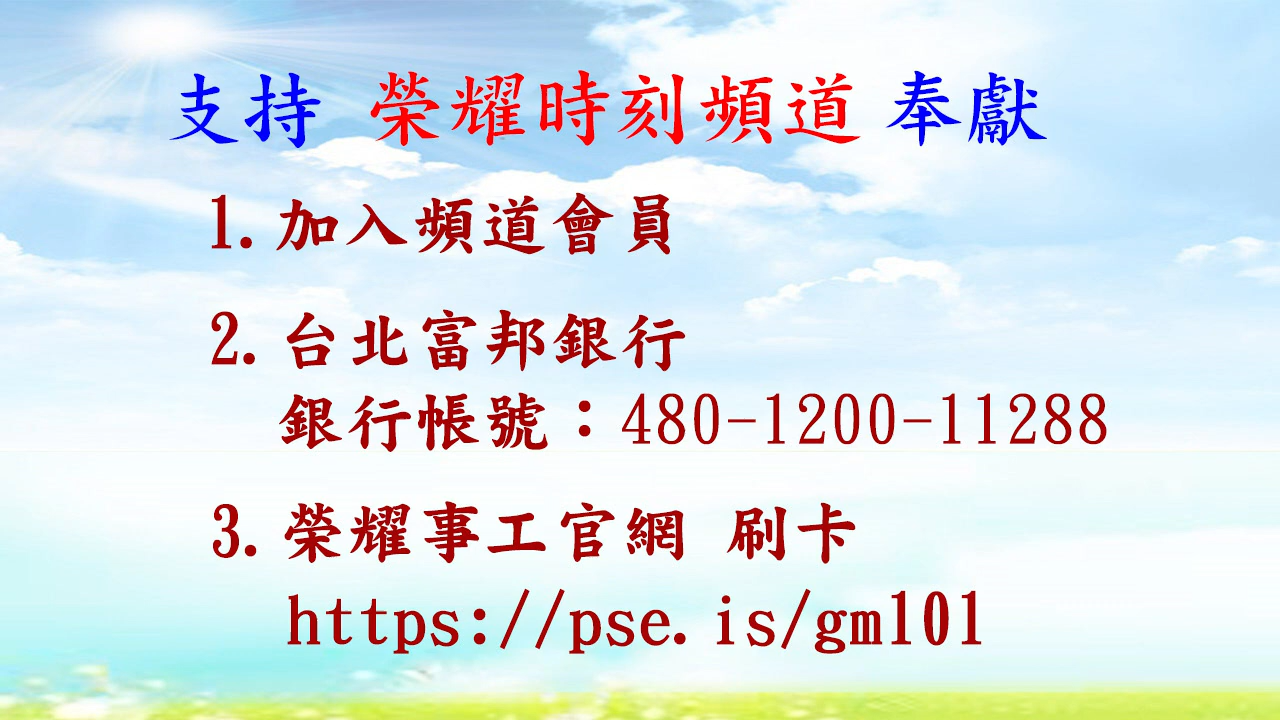 支持 榮耀時刻頻道 奉獻
1.加入頻道會員
2.台北富邦銀行
銀行帳號：480-1200-11288
3.榮耀事工官網 刷卡
https://pse.is/gm101